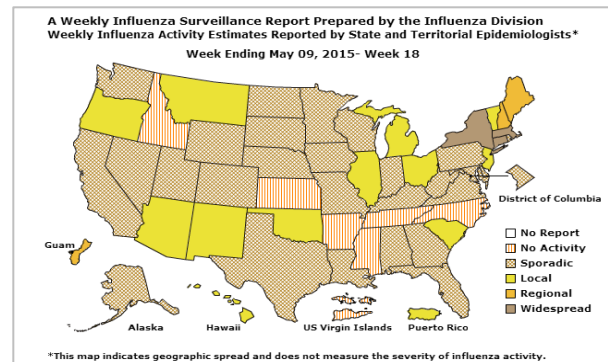 A Weekly Influenza Surveillance Report Prepared by the Influenza Division
Weekly Influenza Activity Estimates Reported by State and Territorial Epidemiologists*
Week Ending May 09, 2015- Week 18
District of Columbia
No Report
No Activity
Sporadic
Local
Regional
Widespread
Guam
Alaska
Hawaii
US Virgin Islands
Puerto Rico
*This map indicates geographic spread and does not measure the severity of influenza activity.